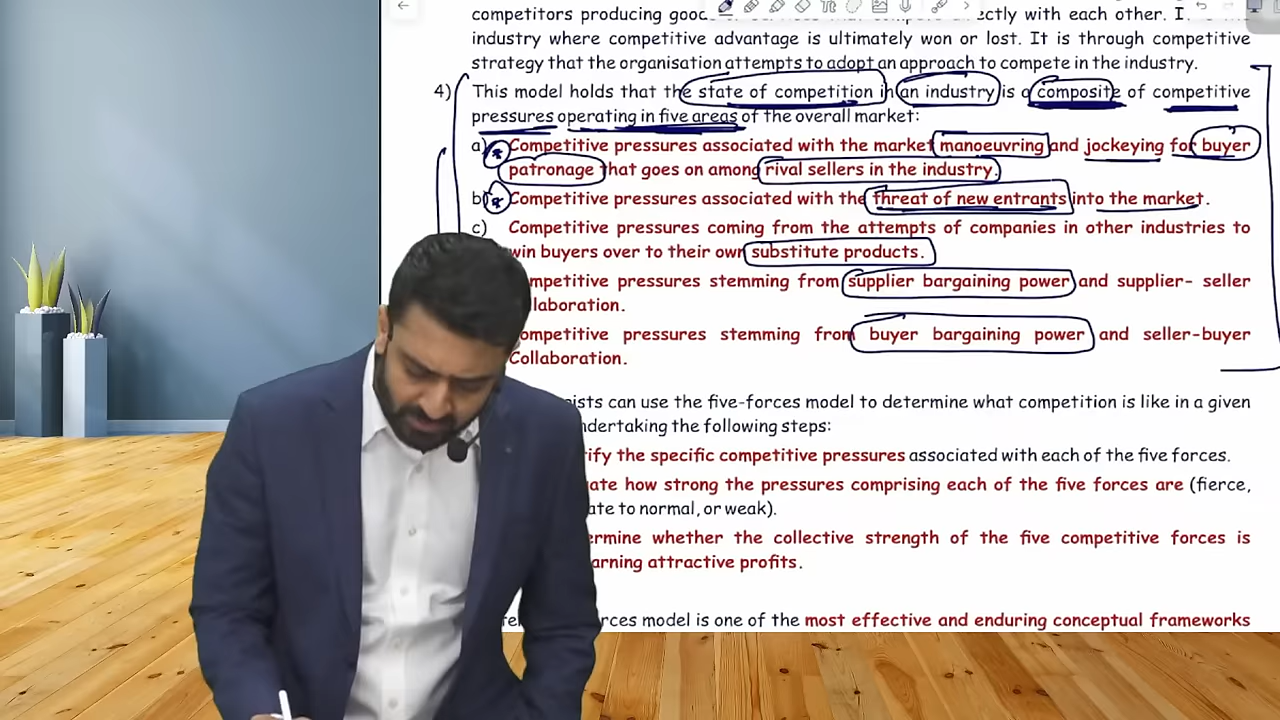 competitors producing goods or services that compete directly with each other. It is the
industry where competitive advantage is ultimately won or lost. It is through competitive
strategy that the organisation attempts to adopt an approach to compete in the industry.
4) This model holds that the state of competition in an industry is a composite of competitive
pressures operating in five areas of the overall market:
a) Competitive pressures associated with the market manoeuvring and jockeying for buyer
patronage that goes on among rival sellers in the industry.
b) Competitive pressures associated with the threat of new entrants into the market.
c) Competitive pressures coming from the attempts of companies in other industries to
win buyers over to their own substitute products.
mpetitive pressures stemming from supplier bargaining power and supplier- seller
laboration.
ompetitive pressures stemming from buyer bargaining power and seller-buyer
Collaboration.
ists can use the five-forces model to determine what competition is like in a given
ndertaking the following steps:
ify the specific competitive pressures associated with each of the five forces.
ate how strong the pressures comprising each of the five forces are (fierce,
ate to normal, or weak).
ermine whether the collective strength of the five competitive forces is
arning attractive profits.
rces model is one of the most effective and enduring conceptual frameworks